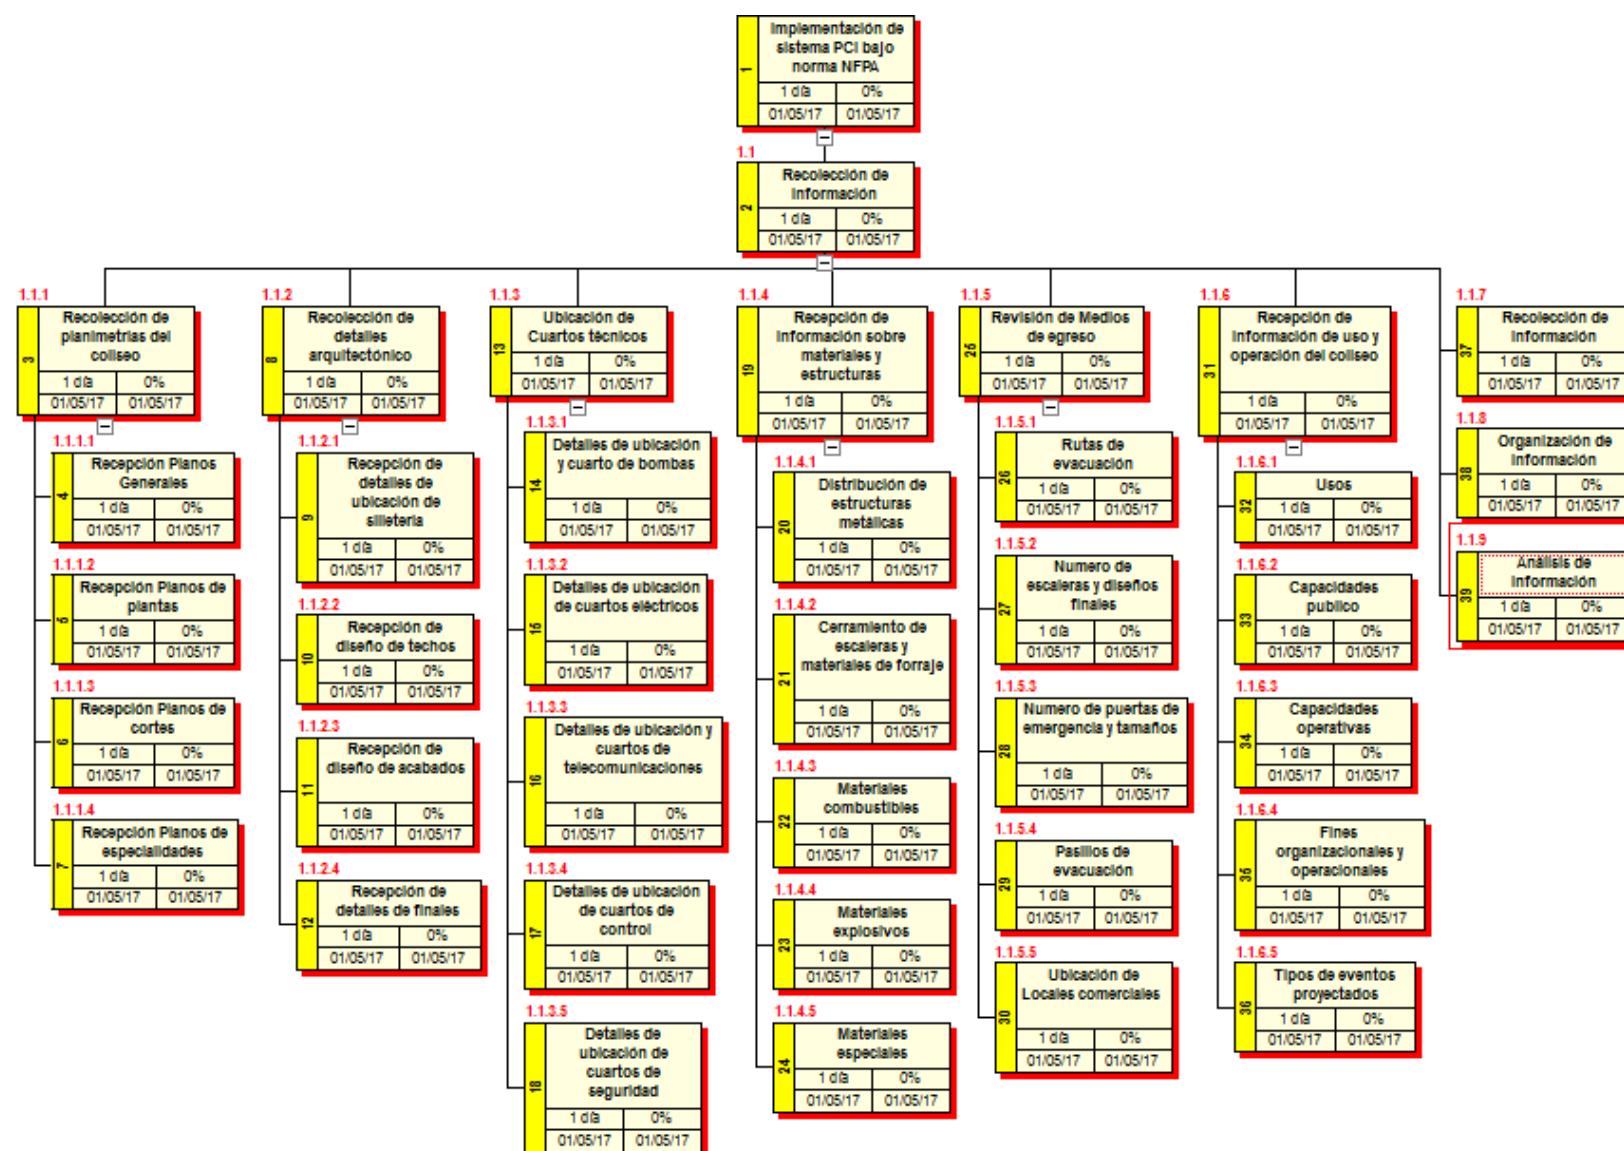 Implementación de
sistema PCI bajo
norma NFPA
1
1 día 0%
01/05/17 01/05/17
1.1
Recolección de
Información
2
1 día 0%
01/05/17 01/05/17
1.1.1
Recolección de
planimetrias del
coliseo
3
1 día 0%
01/05/17 01/05/17
1.1.1.1
Recepción Planos
Generales
4
1 día 0%
01/05/17 01/05/17
1.1.1.2
Recepción Planos de
plantas
5
1 día 0%
01/05/17 01/05/17
1.1.1.3
Recepción Planos de
cortes
6
1 día 0%
01/05/17 01/05/17
1.1.1.4
Recepción Planos de
especialidades
7
1 día 0%
01/05/17 01/05/17
1.1.2
Recolección de
detalles
arquitectónico
8
1 día 0%
01/05/17 01/05/17
1.1.2.1
Recepción de
detalles de
ubicación de
silleteria
9
1 día 0%
01/05/17 01/05/17
1.1.2.2
Recepción de
diseño de techos
10
1 día 0%
01/05/17 01/05/17
1.1.2.3
Recepción de
diseño de acabados
11
1 día 0%
01/05/17 01/05/17
1.1.2.4
Recepción de
detalles de finales
12
1 día 0%
01/05/17 01/05/17
1.1.3
Ubicación de
Cuartos técnicos
13
1 día 0%
01/05/17 01/05/17
1.1.3.1
Detalles de ubicación
y cuarto de bombas
14
1 día 0%
01/05/17 01/05/17
1.1.3.2
Detalles de ubicación
de cuartos eléctricos
15
1 día 0%
01/05/17 01/05/17
1.1.3.3
Detalles de ubicación y
cuartos de
telecomunicaciones
16
1 día 0%
01/05/17 01/05/17
1.1.3.4
Detalles de ubicación
de cuartos de
control
17
1 día 0%
01/05/17 01/05/17
1.1.3.5
Detalles de
ubicación de
cuartos de
seguridad
18
1 día 0%
01/05/17 01/05/17
1.1.4
Recepción de
Información sobre
materiales y
estructuras
19
1 día 0%
01/05/17 01/05/17
1.1.4.1
Distribución de
estructuras
metálicas
20
1 día 0%
01/05/17 01/05/17
1.1.4.2
Cerramiento de
escaleras y
materiales de forraje
21
1 día 0%
01/05/17 01/05/17
1.1.4.3
Materiales
combustibles
22
1 día 0%
01/05/17 01/05/17
1.1.4.4
Materiales
explosivos
23
1 día 0%
01/05/17 01/05/17
1.1.4.5
Materiales
especiales
24
1 día 0%
01/05/17 01/05/17
1.1.5
Revisión de Medios
de egreso
25
1 día 0%
01/05/17 01/05/17
1.1.5.1
Rutas de
evacuación
26
1 día 0%
01/05/17 01/05/17
1.1.5.2
Numero de
escaleras y diseños
finales
27
1 día 0%
01/05/17 01/05/17
1.1.5.3
Numero de puertas de
emergencia y tamaños
28
1 día 0%
01/05/17 01/05/17
1.1.5.4
Pasillos de
evacuación
29
1 día 0%
01/05/17 01/05/17
1.1.5.5
Ubicación de
Locales comerciales
30
1 día 0%
01/05/17 01/05/17
1.1.6
Recepción de
Información de uso y
operación del coliseo
31
1 día 0%
01/05/17 01/05/17
1.1.6.1
Usos
32
1 día 0%
01/05/17 01/05/17
1.1.6.2
Capacidades
publico
33
1 día 0%
01/05/17 01/05/17
1.1.6.3
Capacidades
operativas
34
1 día 0%
01/05/17 01/05/17
1.1.6.4
Fines
organizacionales y
operacionales
35
1 día 0%
01/05/17 01/05/17
1.1.6.5
Tipos de eventos
proyectados
36
1 día 0%
01/05/17 01/05/17
1.1.7
Recolección de
Información
37
1 día 0%
01/05/17 01/05/17
1.1.8
Organización de
Información
38
1 día 0%
01/05/17 01/05/17
1.1.9
Análisis de
Información
39
1 día 0%
01/05/17 01/05/17